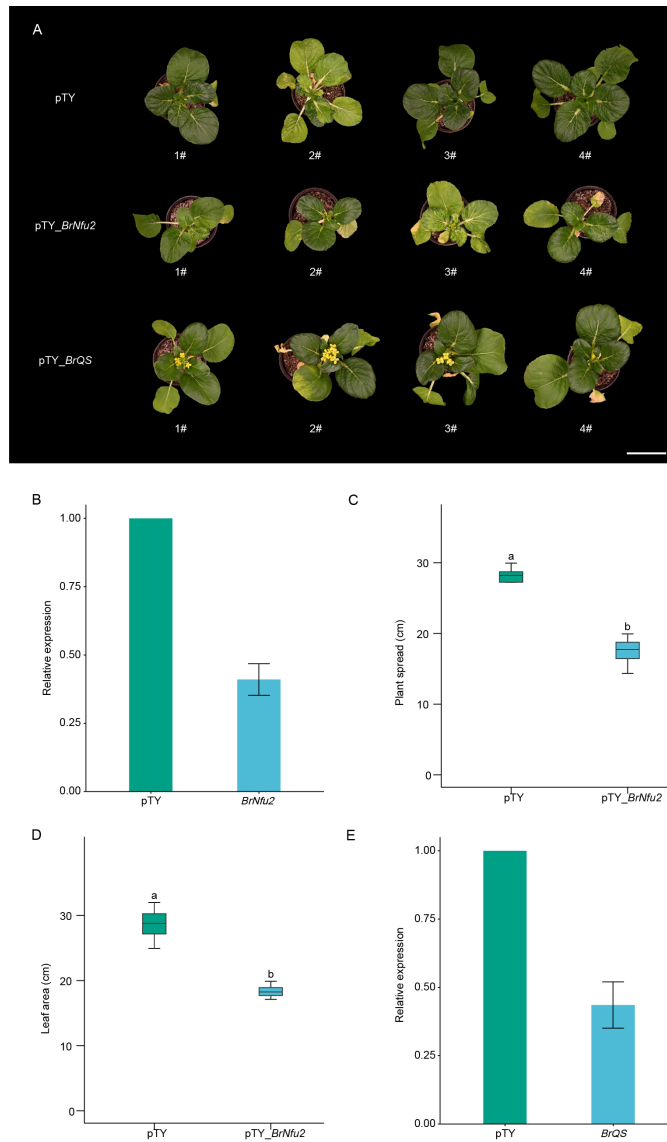 A
pTY
1#
2#
3#
4#
pTY_BrNfu2
1#
2#
3#
4#
pTY_BrQS
1#
2#
3#
4#
B
Relative expression
1.00
0.75
0.50
0.25
0.00
pTY
BrNfu2
C
Plant spread (cm)
30
20
10
0
a
b
pTY
pTY_BrNfu2
D
Leaf area (cm)
30
20
10
0
a
b
pTY
pTY_BrNfu2
E
Relative expression
1.00
0.75
0.50
0.25
0.00
pTY
BrQS